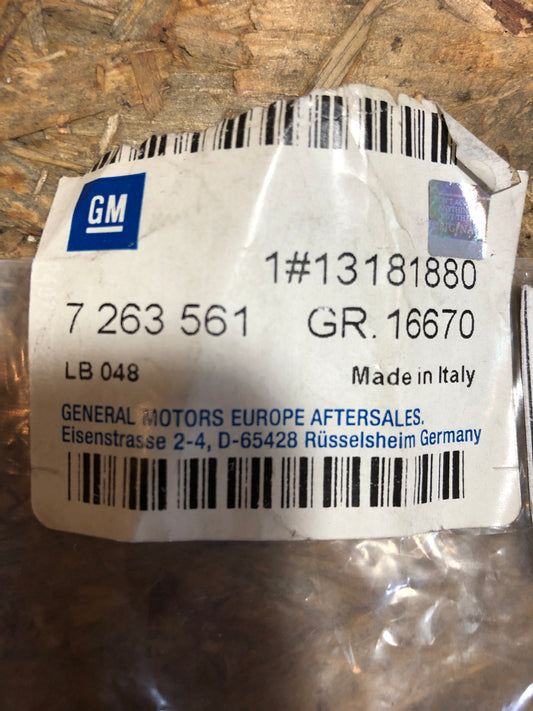 GM
1#13181880
7 263 561 GR. 16670
LB 048 Made in Italy
GENERAL MOTORS EUROPE AFTERSALES.
Eisenstrasse 2-4, D-65428 Rüsselsheim Germany